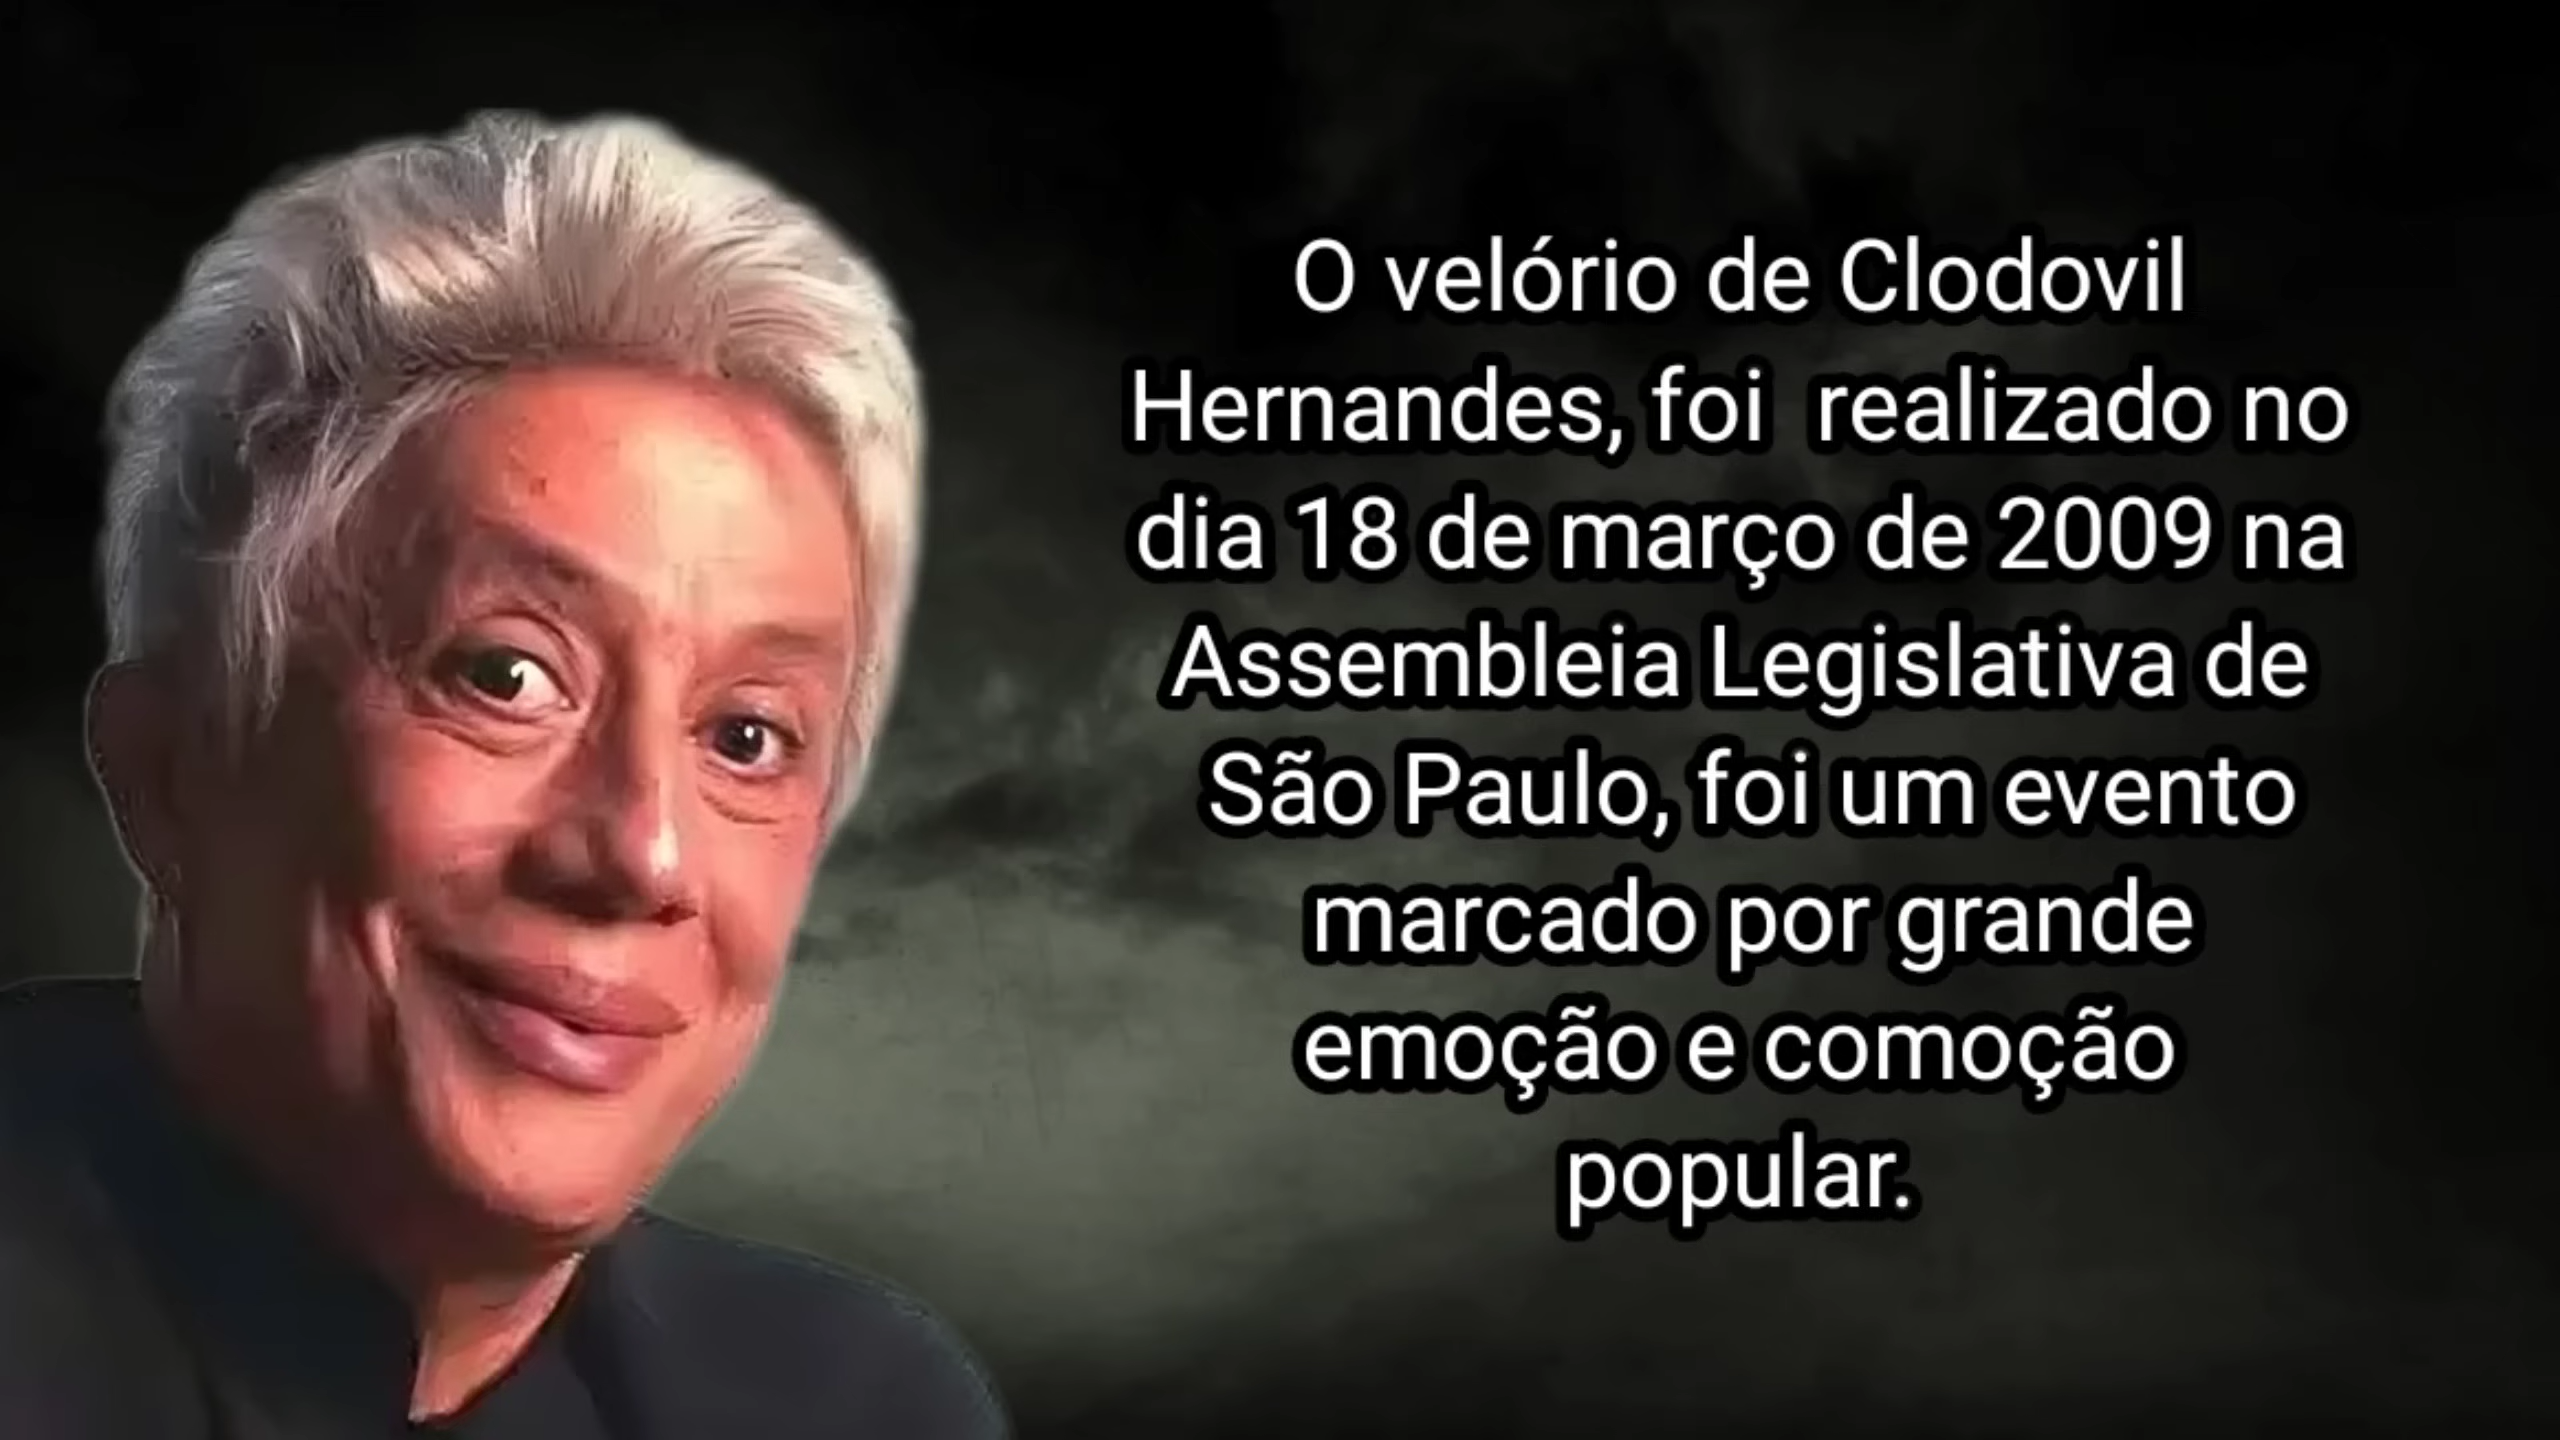 O velório de Clodovil
Hernandes, foi  realizado no
dia 18 de março de 2009 na
Assembleia Legislativa de
São Paulo, foi um evento
marcado por grande
emoção e comoção
popular.